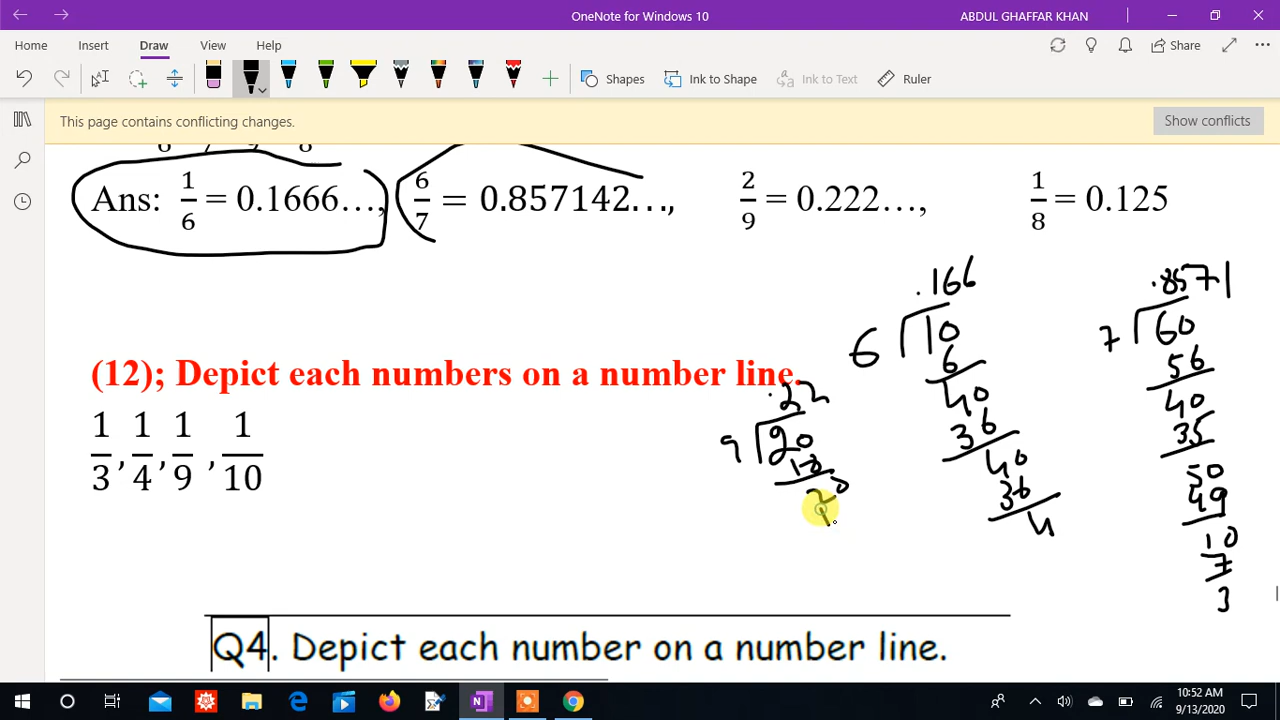 OneNote for Windows 10
ABDUL GHAFFAR KHAN
Home Insert Draw View Help
Share
Shapes Ink to Shape Ink to Text Ruler
This page contains conflicting changes.
Show conflicts
6 7 9 8
Ans: 1/6 = 0.1666…, 6/7 = 0.857142…, 2/9 = 0.222…, 1/8 = 0.125
(12); Depict each numbers on a number line.
1/3, 1/4, 1/9, 1/10
.22
9 20
18
20
.166
6 10
6
40
36
40
36
4
.8571
7 60
56
40
35
50
49
10
7
3
Q4. Depict each number on a number line.
10:52 AM
9/13/2020